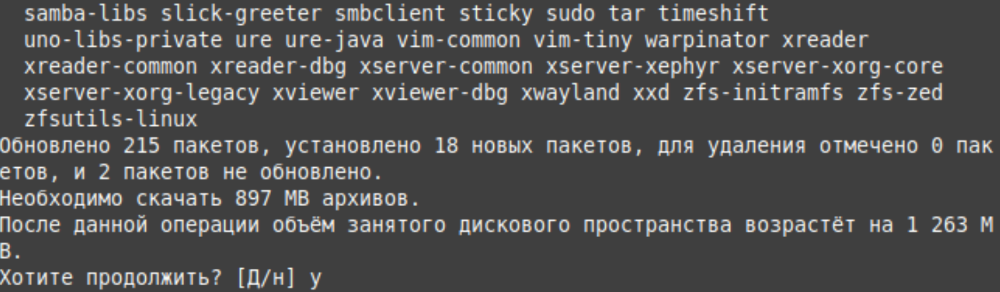 samba-libs slick-greeter smbclient sticky sudo tar timeshift
uno-libs-private ure ure-java vim-common vim-tiny warpinator xreader
xreader-common xreader-dbg xserver-common xserver-xephyr xserver-xorg-core
xserver-xorg-legacy xviewer xviewer-dbg xwayland xxd zfs-initramfs zfs-zed
zfsutils-linux
Обновлено 215 пакетов, установлено 18 новых пакетов, для удаления отмечено 0 пак
етов, и 2 пакетов не обновлено.
Необходимо скачать 897 MB архивов.
После данной операции объём занятого дискового пространства возрастёт на 1 263 M
B.
Хотите продолжить? [Д/н] y